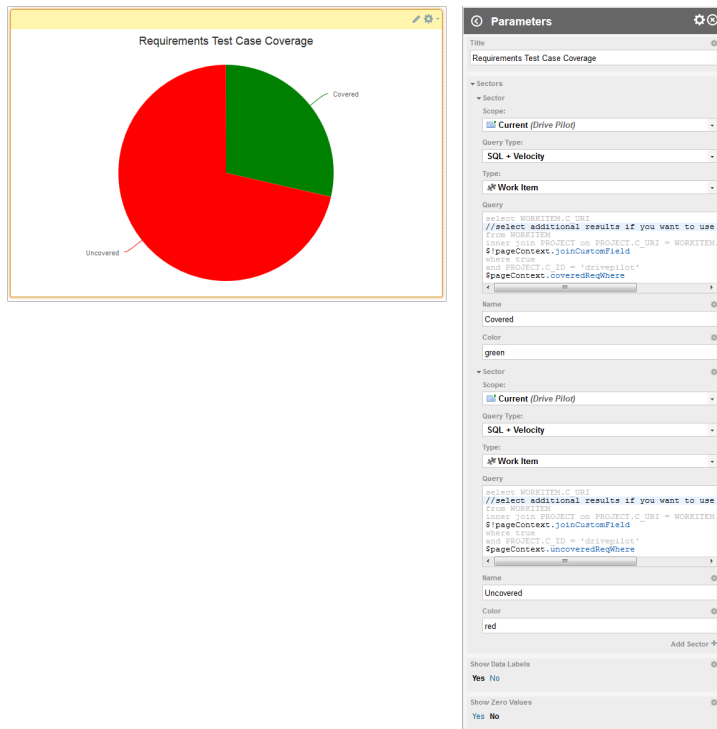 Requirements Test Case Coverage
Covered
Uncovered
Parameters
Title
Requirements Test Case Coverage
Sectors
Sector
Scope:
Current (Drive Pilot)
Query Type:
SQL + Velocity
Type:
Work Item
Query
select WORKITEM.C_URI
//select additional results if you want to use
from WORKITEM
inner join PROJECT on PROJECT.C_URI = WORKITEM.
$!pageContext.joinCustomField
where true
and PROJECT.C_ID = 'drivepilot'
$pageContext.coveredReqWhere
Name
Covered
Color
green
Sector
Scope:
Current (Drive Pilot)
Query Type:
SQL + Velocity
Type:
Work Item
Query
select WORKITEM.C_URI
//select additional results if you want to use
from WORKITEM
inner join PROJECT on PROJECT.C_URI = WORKITEM.
$!pageContext.joinCustomField
where true
and PROJECT.C_ID = 'drivepilot'
$pageContext.uncoveredReqWhere
Name
Uncovered
Color
red
Add Sector
Show Data Labels
Yes No
Show Zero Values
Yes No